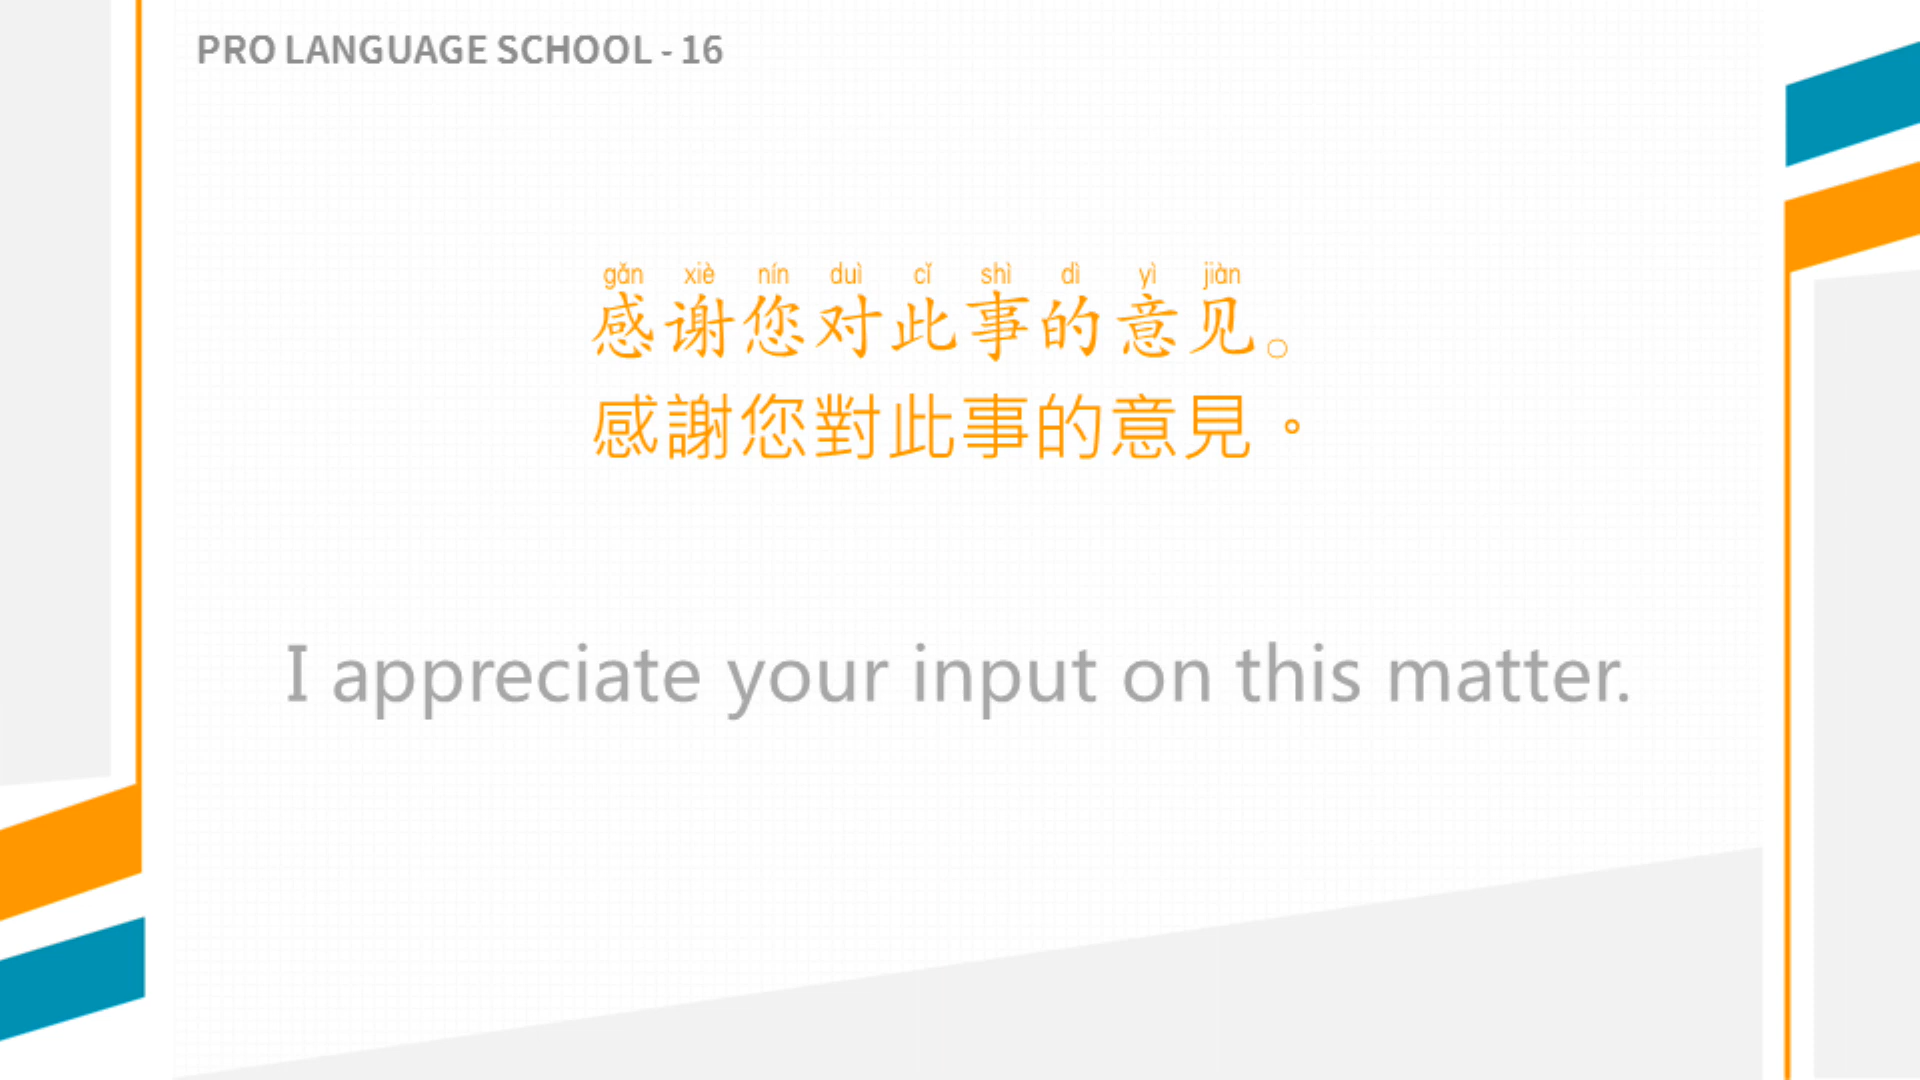 PRO LANGUAGE SCHOOL - 16
gǎn xiè nín duì cǐ shì dì yì jiàn
感谢您对此事的意见。
感謝您對此事的意見。
I appreciate your input on this matter.